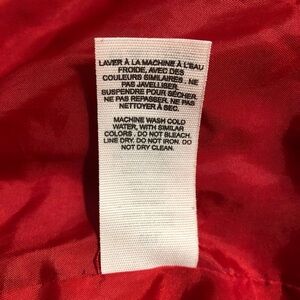 LAVER À LA MACHINE À L'EAU
FROIDE, AVEC DES
COULEURS SIMILAIRES . NE
PAS JAVELLISER.
SUSPENDRE POUR SÉCHER.
NE PAS REPASSER. NE PAS
NETTOYER À SEC.
MACHINE WASH COLD
WATER, WITH SIMILAR
COLORS . DO NOT BLEACH.
LINE DRY. DO NOT IRON. DO
NOT DRY CLEAN.